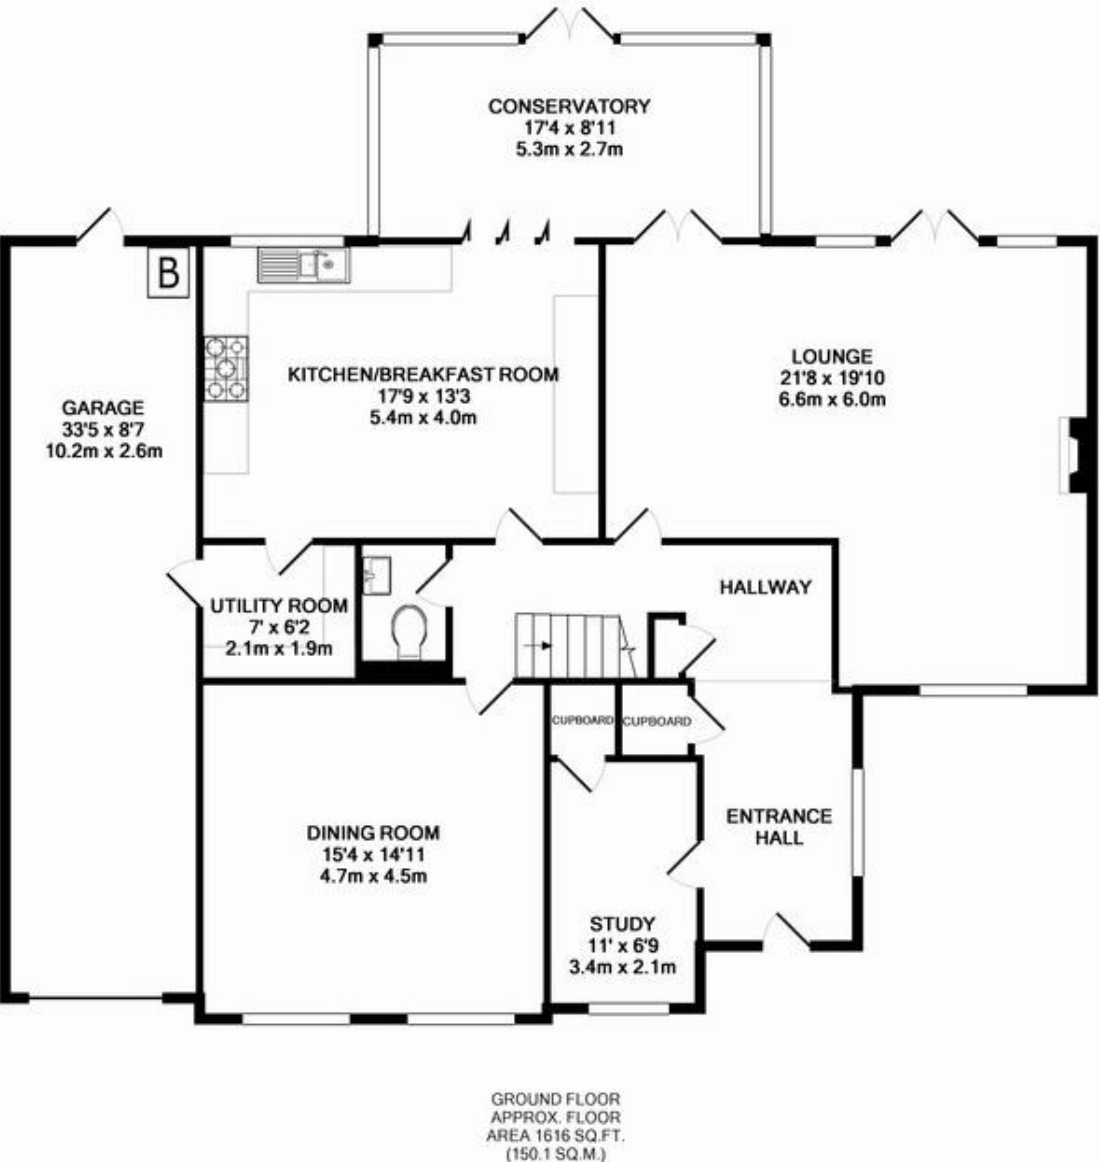 CONSERVATORY
17'4 x 8'11
5.3m x 2.7m
B
LOUNGE
21'8 x 19'10
6.6m x 6.0m
KITCHEN/BREAKFAST ROOM
17'9 x 13'3
5.4m x 4.0m
GARAGE
33'5 x 8'7
10.2m x 2.6m
HALLWAY
UTILITY ROOM
7' x 6'2
2.1m x 1.9m
CUPBOARD
CUPBOARD
ENTRANCE
HALL
DINING ROOM
15'4 x 14'11
4.7m x 4.5m
STUDY
11' x 6'9
3.4m x 2.1m
GROUND FLOOR
APPROX. FLOOR
AREA 1616 SQ.FT.
(150.1 SQ.M.)